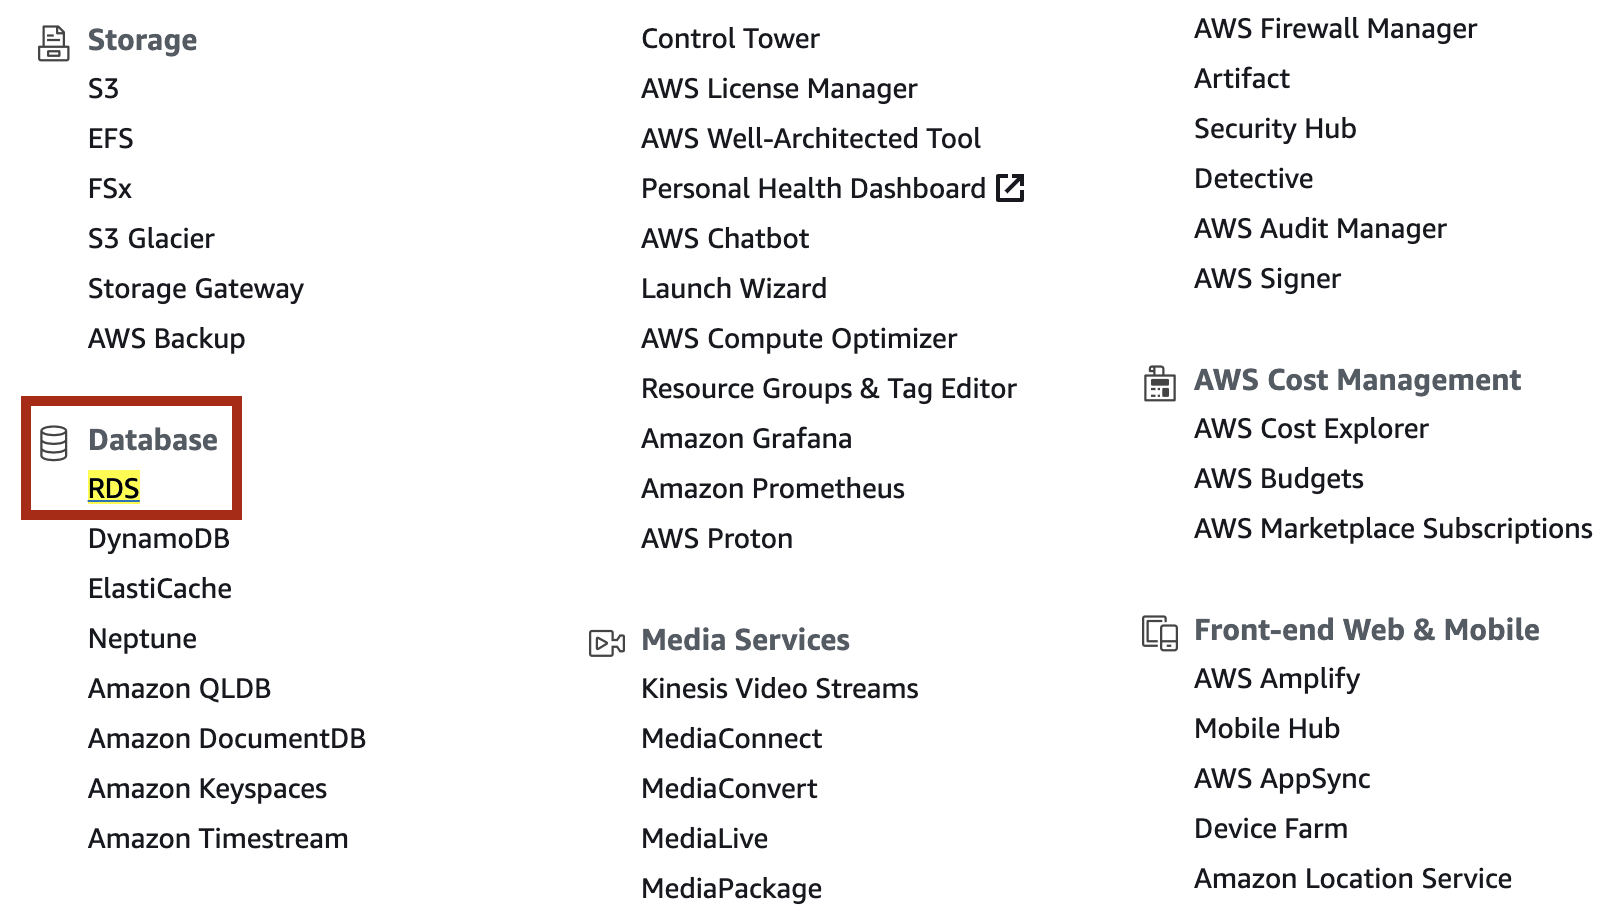 Storage
S3
EFS
FSx
S3 Glacier
Storage Gateway
AWS Backup
Database
RDS
DynamoDB
ElastiCache
Neptune
Amazon QLDB
Amazon DocumentDB
Amazon Keyspaces
Amazon Timestream
Control Tower
AWS License Manager
AWS Well-Architected Tool
Personal Health Dashboard
AWS Chatbot
Launch Wizard
AWS Compute Optimizer
Resource Groups & Tag Editor
Amazon Grafana
Amazon Prometheus
AWS Proton
Media Services
Kinesis Video Streams
MediaConnect
MediaConvert
MediaLive
MediaPackage
AWS Firewall Manager
Artifact
Security Hub
Detective
AWS Audit Manager
AWS Signer
AWS Cost Management
AWS Cost Explorer
AWS Budgets
AWS Marketplace Subscriptions
Front-end Web & Mobile
AWS Amplify
Mobile Hub
AWS AppSync
Device Farm
Amazon Location Service